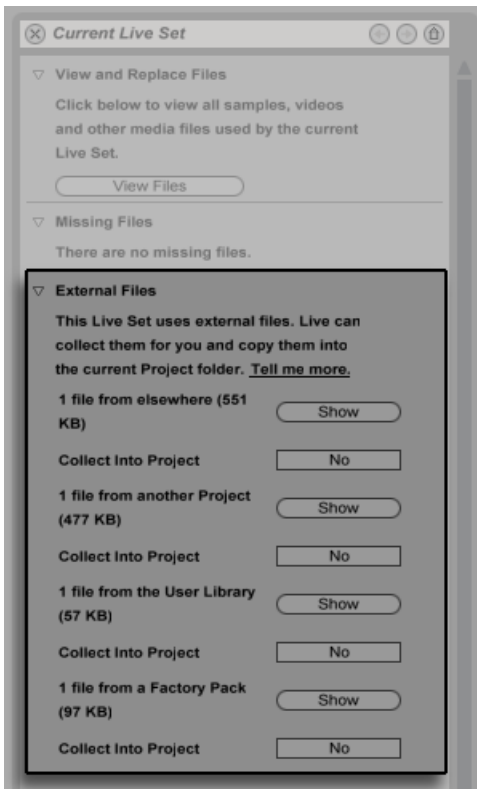 Current Live Set
View and Replace Files
Click below to view all samples, videos
and other media files used by the current
Live Set.
View Files
Missing Files
There are no missing files.
External Files
This Live Set uses external files. Live can
collect them for you and copy them into
the current Project folder. Tell me more.
1 file from elsewhere (551
KB)
Show
Collect Into Project
No
1 file from another Project
(477 KB)
Show
Collect Into Project
No
1 file from the User Library
(57 KB)
Show
Collect Into Project
No
1 file from a Factory Pack
(97 KB)
Show
Collect Into Project
No